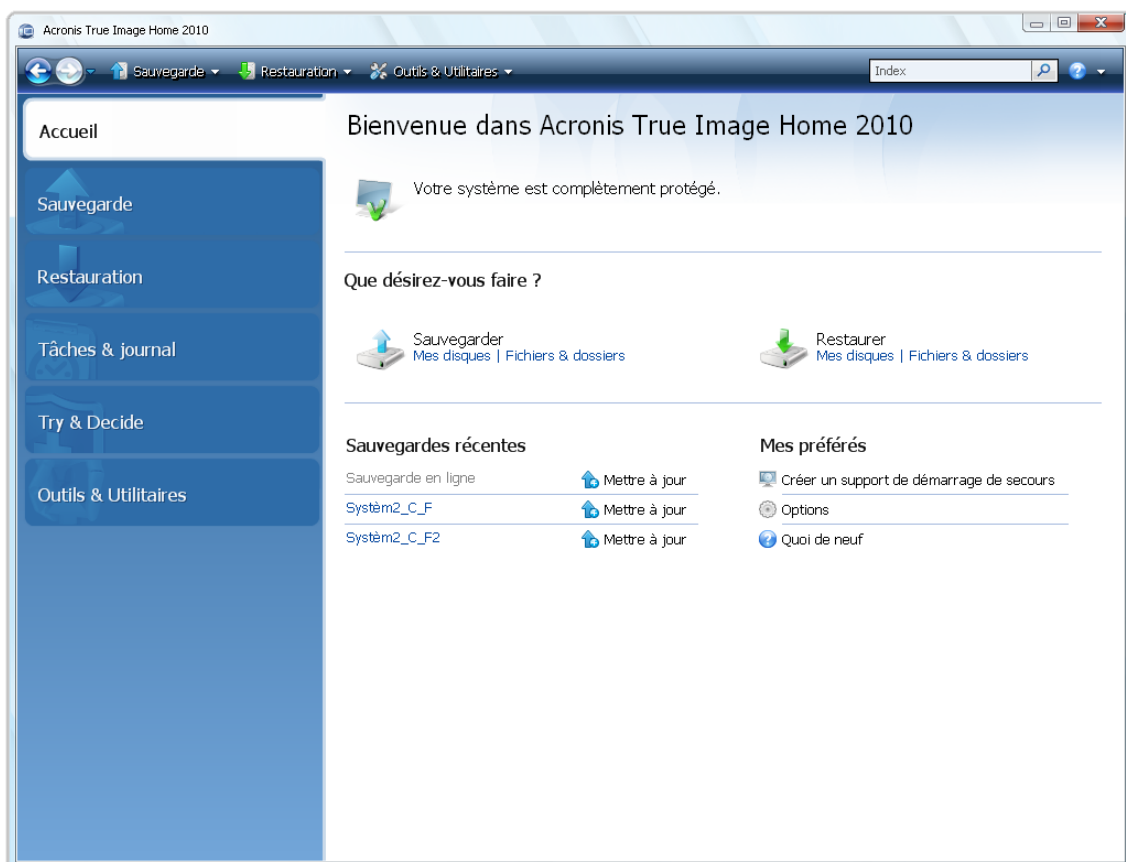 Acronis True Image Home 2010
Sauvegarde Restauration Outils & Utilitaires Index
Accueil
Sauvegarde
Restauration
Tâches & journal
Try & Decide
Outils & Utilitaires
Bienvenue dans Acronis True Image Home 2010
Votre système est complètement protégé.
Que désirez-vous faire ?
Sauvegarder
Mes disques | Fichiers & dossiers
Restaurer
Mes disques | Fichiers & dossiers
Sauvegardes récentes
Sauvegarde en ligne Mettre à jour
Systèm2_C_F Mettre à jour
Systèm2_C_F2 Mettre à jour
Mes préférés
Créer un support de démarrage de secours
Options
Quoi de neuf